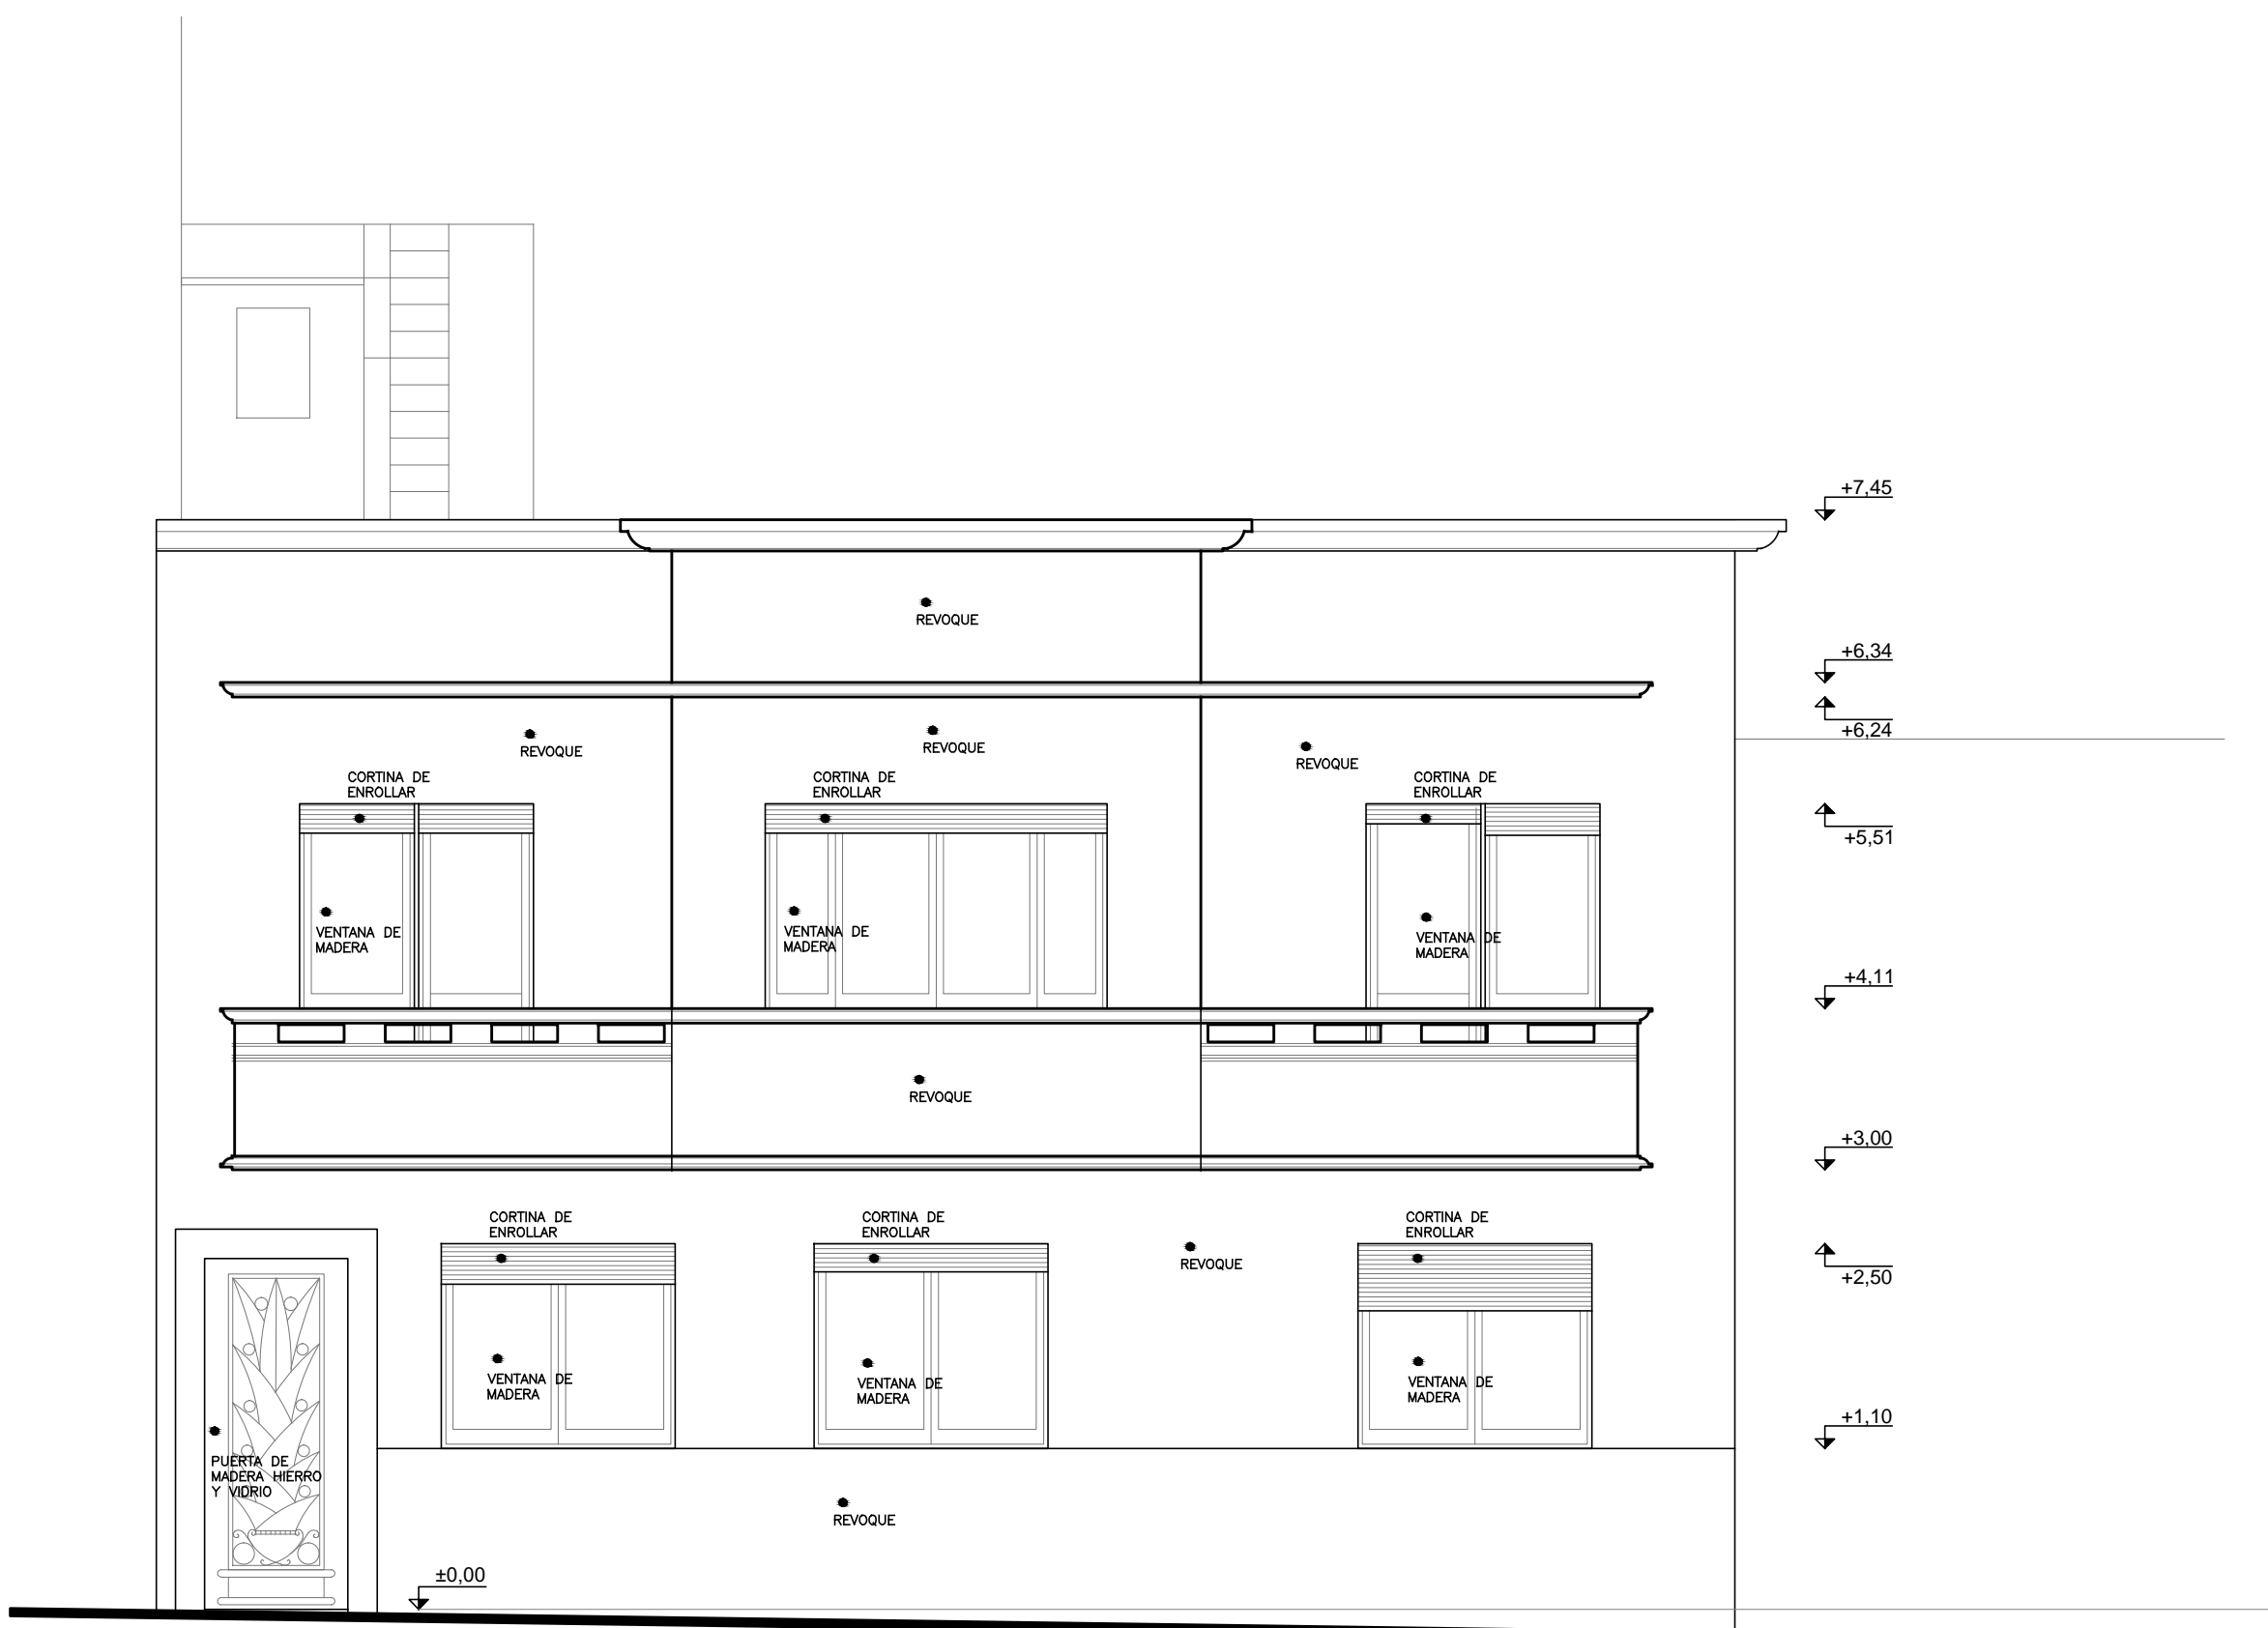 +7,45
REVOQUE
+6,34
+6,24
REVOQUE
REVOQUE
REVOQUE
CORTINA DE
ENROLLAR
CORTINA DE
ENROLLAR
CORTINA DE
ENROLLAR
+5,51
VENTANA DE
MADERA
VENTANA DE
MADERA
VENTANA DE
MADERA
+4,11
REVOQUE
+3,00
CORTINA DE
ENROLLAR
CORTINA DE
ENROLLAR
CORTINA DE
ENROLLAR
REVOQUE
+2,50
VENTANA DE
MADERA
VENTANA DE
MADERA
VENTANA DE
MADERA
+1,10
PUERTA DE
MADERA HIERRO
Y VIDRIO
REVOQUE
±0,00